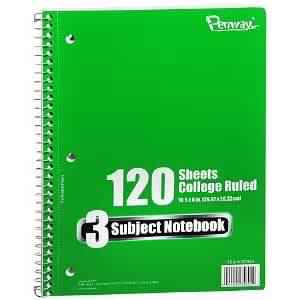 Penway
120 Sheets
College Ruled
3 Subject Notebook